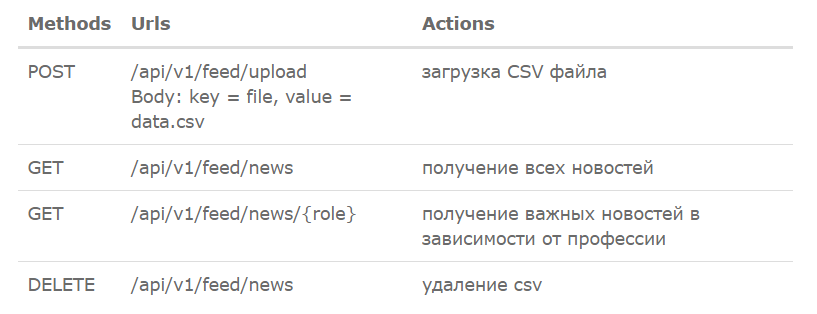 Methods Urls Actions
POST /api/v1/feed/upload загрузка CSV файла
Body: key = file, value =
data.csv
GET /api/v1/feed/news получение всех новостей
GET /api/v1/feed/news/{role} получение важных новостей в
зависимости от профессии
DELETE /api/v1/feed/news удаление csv